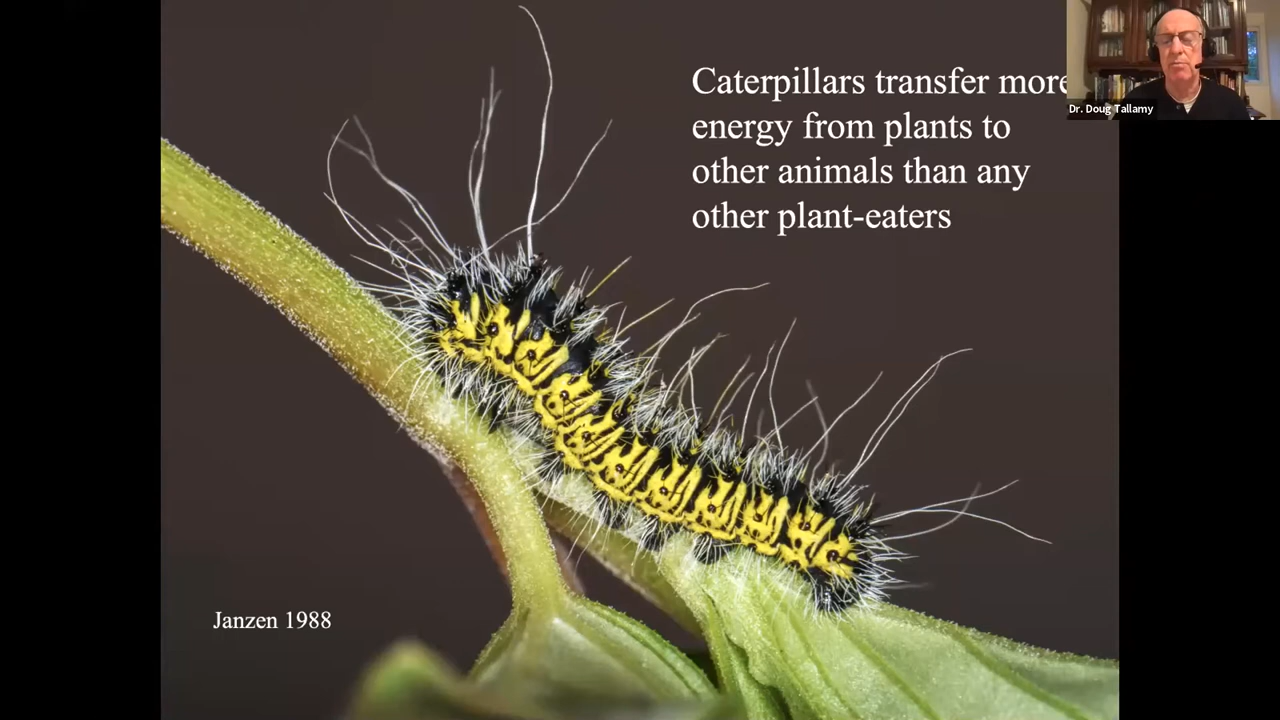 Caterpillars transfer more
energy from plants to
other animals than any
other plant-eaters
Dr. Doug Tallamy
Janzen 1988